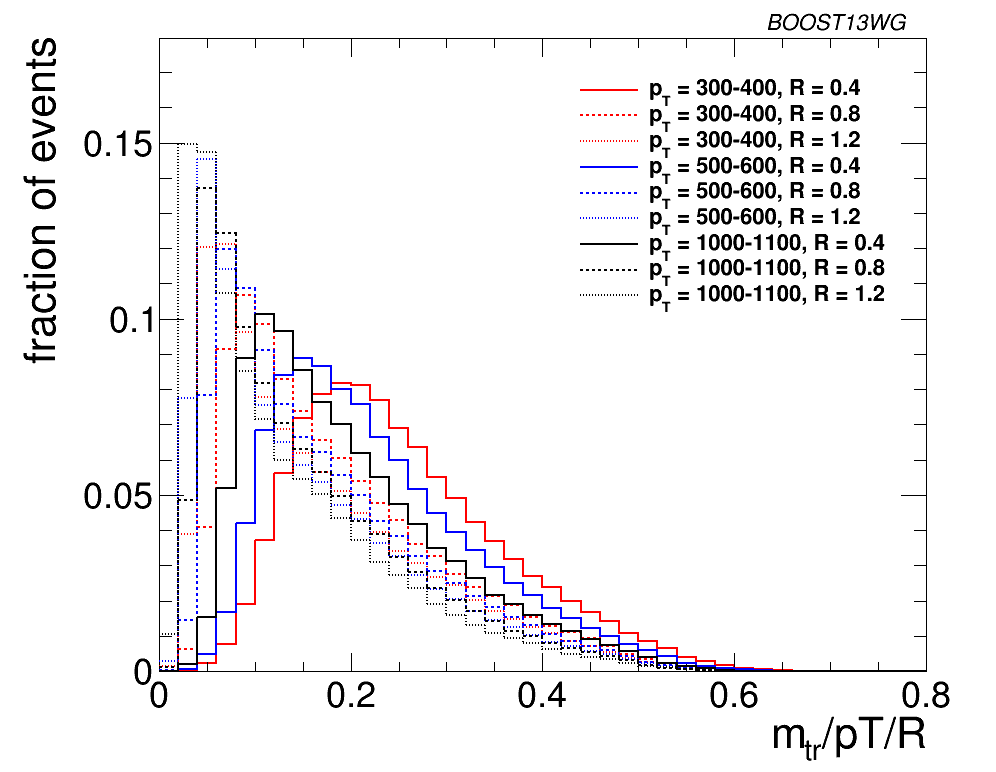 BOOST13WG
fraction of events
0.15
0.1
0.05
0
p_T = 300-400, R = 0.4
p_T = 300-400, R = 0.8
p_T = 300-400, R = 1.2
p_T = 500-600, R = 0.4
p_T = 500-600, R = 0.8
p_T = 500-600, R = 1.2
p_T = 1000-1100, R = 0.4
p_T = 1000-1100, R = 0.8
p_T = 1000-1100, R = 1.2
0 0.2 0.4 0.6 0.8
m_tr/pT/R